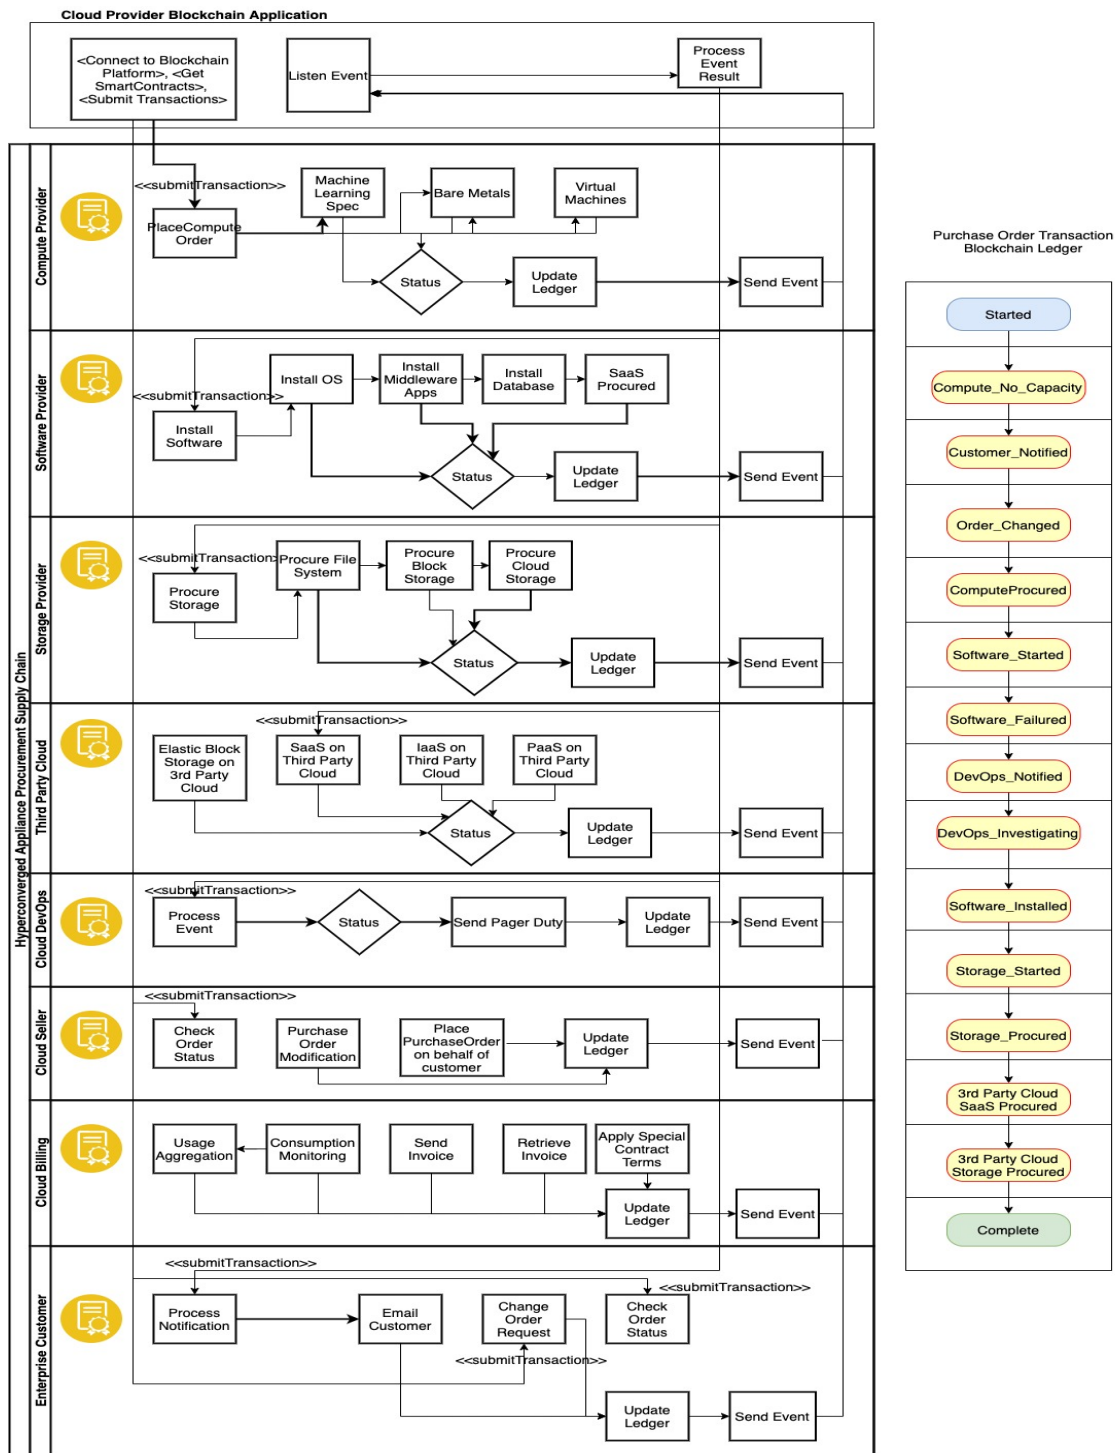 Cloud Provider Blockchain Application
<Connect to Blockchain
Platform>, <Get
SmartContracts>,
<Submit Transactions>
Listen Event
Process
Event
Result
Hyperconverged Appliance Procurement Supply Chain
Compute Provider
<<submitTransaction>>
PlaceCompute
Order
Machine
Learning
Spec
Bare Metals
Virtual
Machines
Status
Update
Ledger
Send Event
Software Provider
<<submitTransaction>>
Install
Software
Install OS
Install
Middleware
Apps
Install
Database
SaaS
Procured
Status
Update
Ledger
Send Event
Storage Provider
<<submitTransaction>>
Procure
Storage
Procure File
System
Procure
Block
Storage
Procure
Cloud
Storage
Status
Update
Ledger
Send Event
Third Party Cloud
<<submitTransaction>>
Elastic Block
Storage on
3rd Party
Cloud
SaaS on
Third Party
Cloud
IaaS on
Third Party
Cloud
PaaS on
Third Party
Cloud
Status
Update
Ledger
Send Event
Cloud DevOps
<<submitTransaction>>
Process
Event
Status
Send Pager Duty
Update
Ledger
Send Event
Cloud Seller
<<submitTransaction>>
Check
Order
Status
Purchase
Order
Modification
Place
PurchaseOrder
on behalf of
customer
Update
Ledger
Send Event
Cloud Billing
Usage
Aggregation
Consumption
Monitoring
Send
Invoice
Retrieve
Invoice
Apply Special
Contract
Terms
Update
Ledger
Send Event
Enterprise Customer
<<submitTransaction>>
Process
Notification
Email
Customer
Change
Order
Request
<<submitTransaction>>
<<submitTransaction>>
Check
Order
Status
Update
Ledger
Send Event
Purchase Order Transaction
Blockchain Ledger
Started
Compute_No_Capacity
Customer_Notified
Order_Changed
ComputeProcured
Software_Started
Software_Failured
DevOps_Notified
DevOps_Investigating
Software_Installed
Storage_Started
Storage_Procured
3rd Party Cloud
SaaS Procured
3rd Party Cloud
Storage Procured
Complete